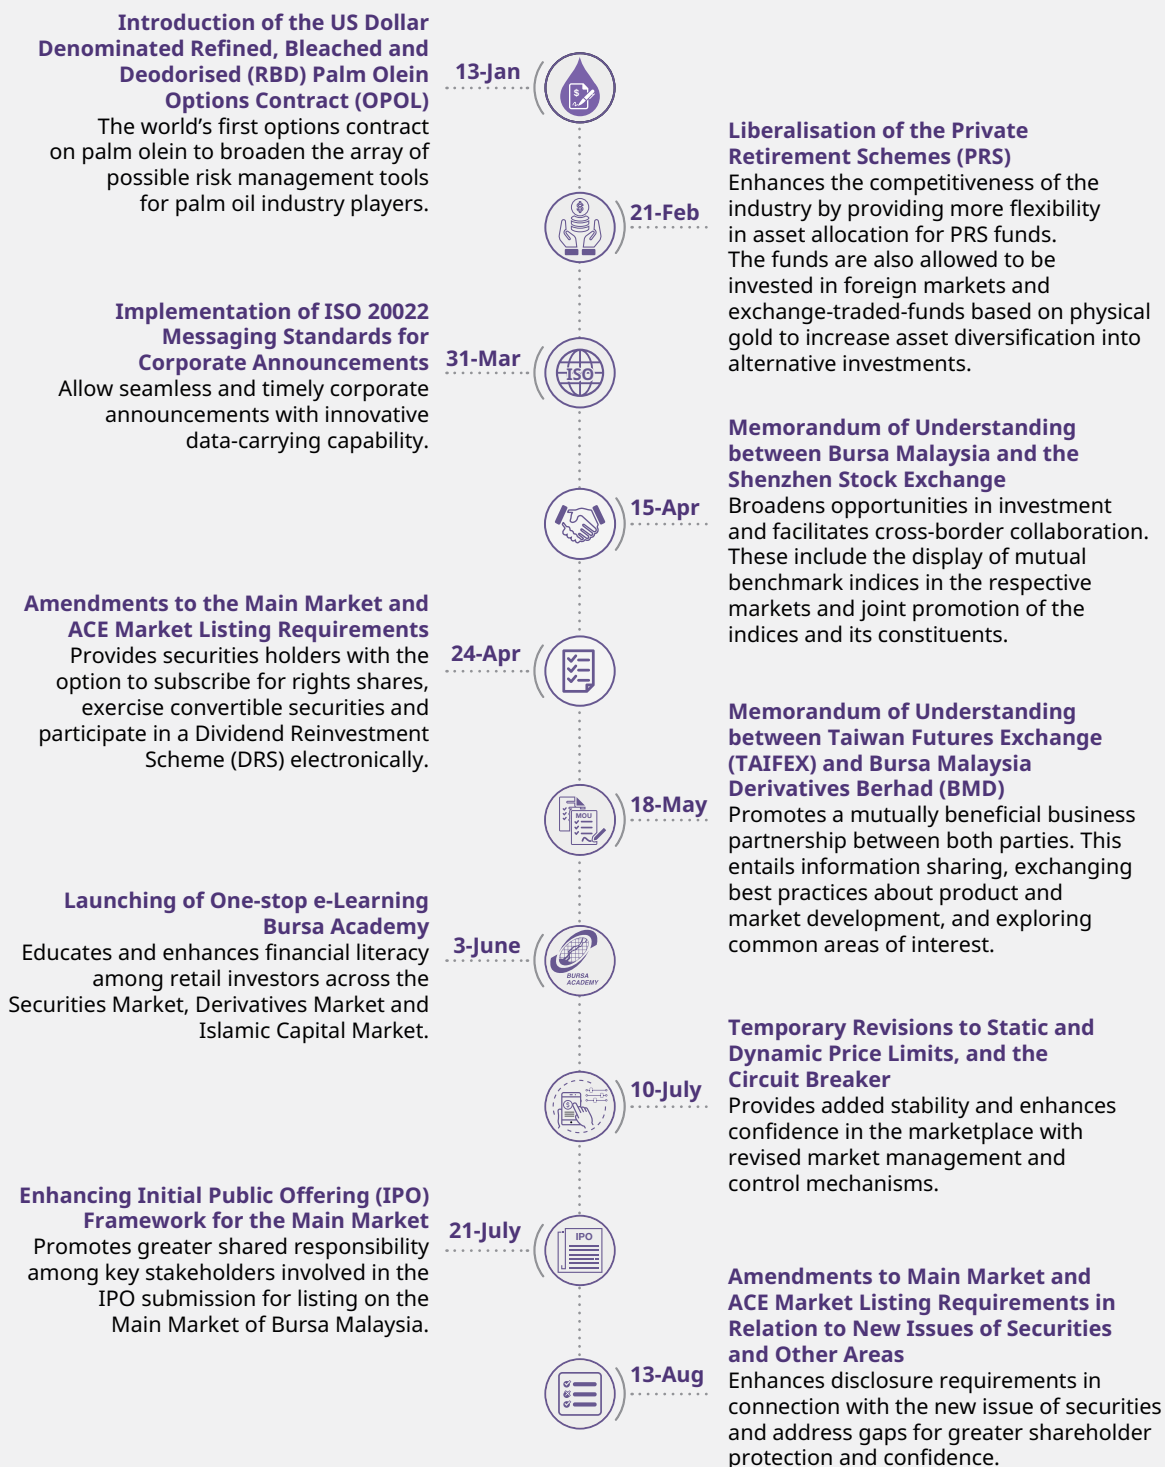 Introduction of the US Dollar
Denominated Refined, Bleached and
Deodorised (RBD) Palm Olein
Options Contract (OPOL)
The world's first options contract
on palm olein to broaden the array of
possible risk management tools
for palm oil industry players.
13-Jan
$
21-Feb
Liberalisation of the Private
Retirement Schemes (PRS)
Enhances the competitiveness of the
industry by providing more flexibility
in asset allocation for PRS funds.
The funds are also allowed to be
invested in foreign markets and
exchange-traded-funds based on physical
gold to increase asset diversification into
alternative investments.
Implementation of ISO 20022
Messaging Standards for
Corporate Announcements
Allow seamless and timely corporate
announcements with innovative
data-carrying capability.
31-Mar
ISO
15-Apr
Memorandum of Understanding
between Bursa Malaysia and the
Shenzhen Stock Exchange
Broadens opportunities in investment
and facilitates cross-border collaboration.
These include the display of mutual
benchmark indices in the respective
markets and joint promotion of the
indices and its constituents.
Amendments to the Main Market and
ACE Market Listing Requirements
Provides securities holders with the
option to subscribe for rights shares,
exercise convertible securities and
participate in a Dividend Reinvestment
Scheme (DRS) electronically.
24-Apr
MOU
18-May
Memorandum of Understanding
between Taiwan Futures Exchange
(TAIFEX) and Bursa Malaysia
Derivatives Berhad (BMD)
Promotes a mutually beneficial business
partnership between both parties. This
entails information sharing, exchanging
best practices about product and
market development, and exploring
common areas of interest.
Launching of One-stop e-Learning
Bursa Academy
Educates and enhances financial literacy
among retail investors across the
Securities Market, Derivatives Market and
Islamic Capital Market.
3-June
BURSA
ACADEMY
10-July
Temporary Revisions to Static and
Dynamic Price Limits, and the
Circuit Breaker
Provides added stability and enhances
confidence in the marketplace with
revised market management and
control mechanisms.
Enhancing Initial Public Offering (IPO)
Framework for the Main Market
Promotes greater shared responsibility
among key stakeholders involved in the
IPO submission for listing on the
Main Market of Bursa Malaysia.
21-July
IPO
13-Aug
Amendments to Main Market and
ACE Market Listing Requirements in
Relation to New Issues of Securities
and Other Areas
Enhances disclosure requirements in
connection with the new issue of securities
and address gaps for greater shareholder
protection and confidence.